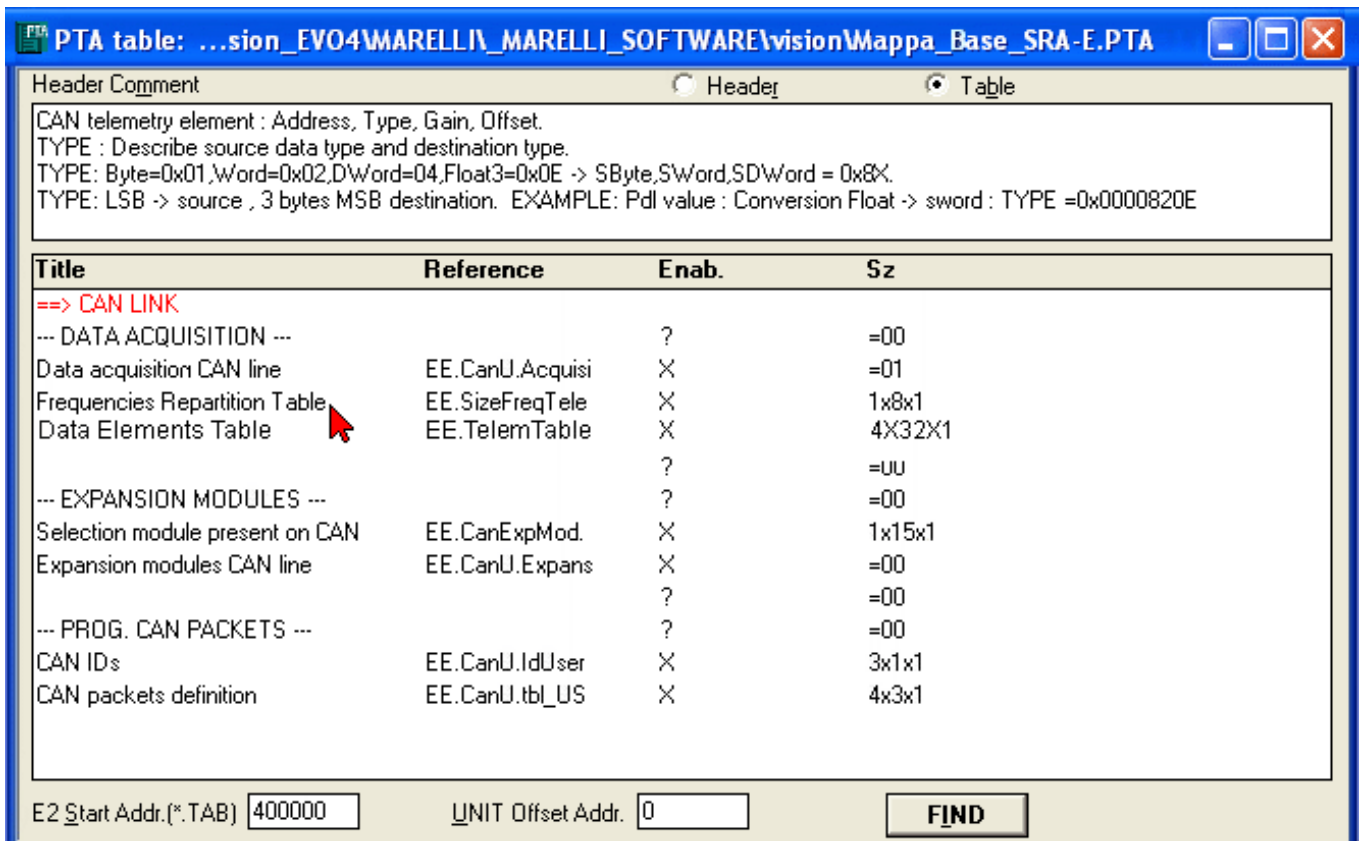 PTA table: ...sion_EVO4\MARELLI\_MARELLI_SOFTWARE\vision\Mappa_Base_SRA-E.PTA
Header Comment Header Table
CAN telemetry element : Address, Type, Gain, Offset.
TYPE : Describe source data type and destination type.
TYPE: Byte=0x01,Word=0x02,DWord=04,Float3=0x0E -> SByte,SWord,SDWord = 0x8X.
TYPE: LSB -> source , 3 bytes MSB destination. EXAMPLE: Pdl value : Conversion Float -> sword : TYPE =0x0000820E
Title Reference Enab. Sz
==> CAN LINK
--- DATA ACQUISITION --- ? =00
Data acquisition CAN line EE.CanU.Acquisi X =01
Frequencies Repartition Table EE.SizeFreqTele X 1x8x1
Data Elements Table EE.TelemTable X 4X32X1
? =00
--- EXPANSION MODULES --- ? =00
Selection module present on CAN EE.CanExpMod. X 1x15x1
Expansion modules CAN line EE.CanU.Expans X =00
? =00
--- PROG. CAN PACKETS --- ? =00
CAN IDs EE.CanU.IdUser X 3x1x1
CAN packets definition EE.CanU.tbl_US X 4x3x1
E2 Start Addr.(*.TAB) 400000 UNIT Offset Addr. 0 FIND